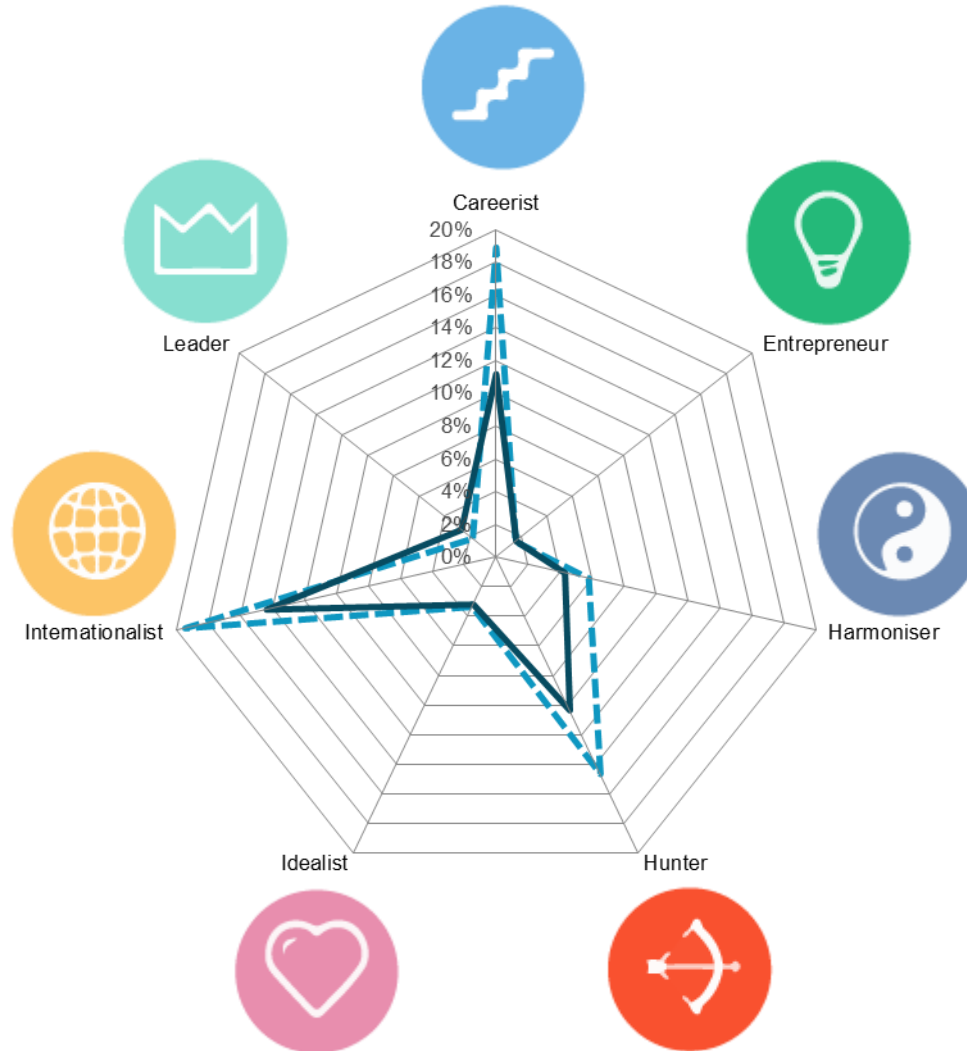 Careerist
20%
18%
16%
14%
12%
10%
8%
6%
4%
2%
0%
Leader
Entrepreneur
Internationalist
Harmoniser
Idealist
Hunter